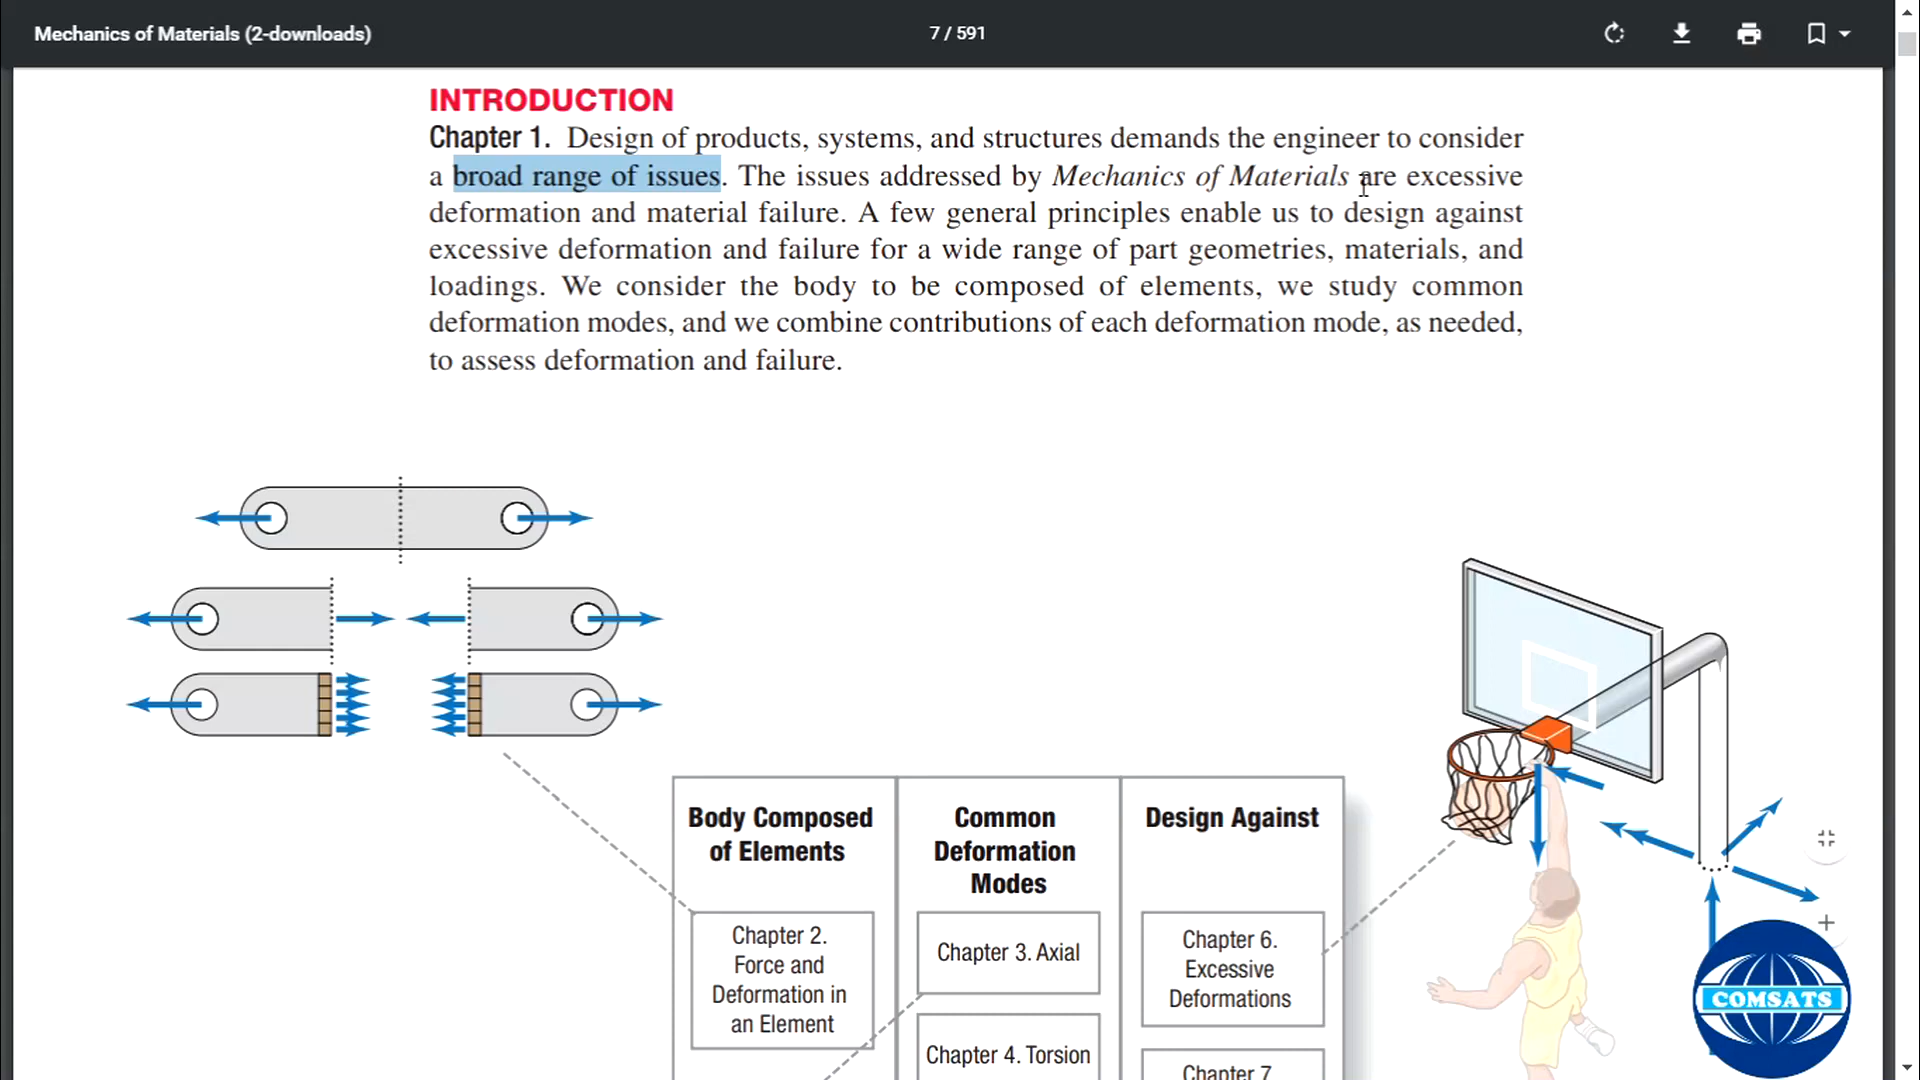 Mechanics of Materials (2-downloads)
7 / 591
INTRODUCTION
Chapter 1. Design of products, systems, and structures demands the engineer to consider
a broad range of issues. The issues addressed by Mechanics of Materials are excessive
deformation and material failure. A few general principles enable us to design against
excessive deformation and failure for a wide range of part geometries, materials, and
loadings. We consider the body to be composed of elements, we study common
deformation modes, and we combine contributions of each deformation mode, as needed,
to assess deformation and failure.
Body Composed
of Elements
Chapter 2.
Force and
Deformation in
an Element
Common
Deformation
Modes
Chapter 3. Axial
Chapter 4. Torsion
Design Against
Chapter 6.
Excessive
Deformations
Chapter 7
COMSATS